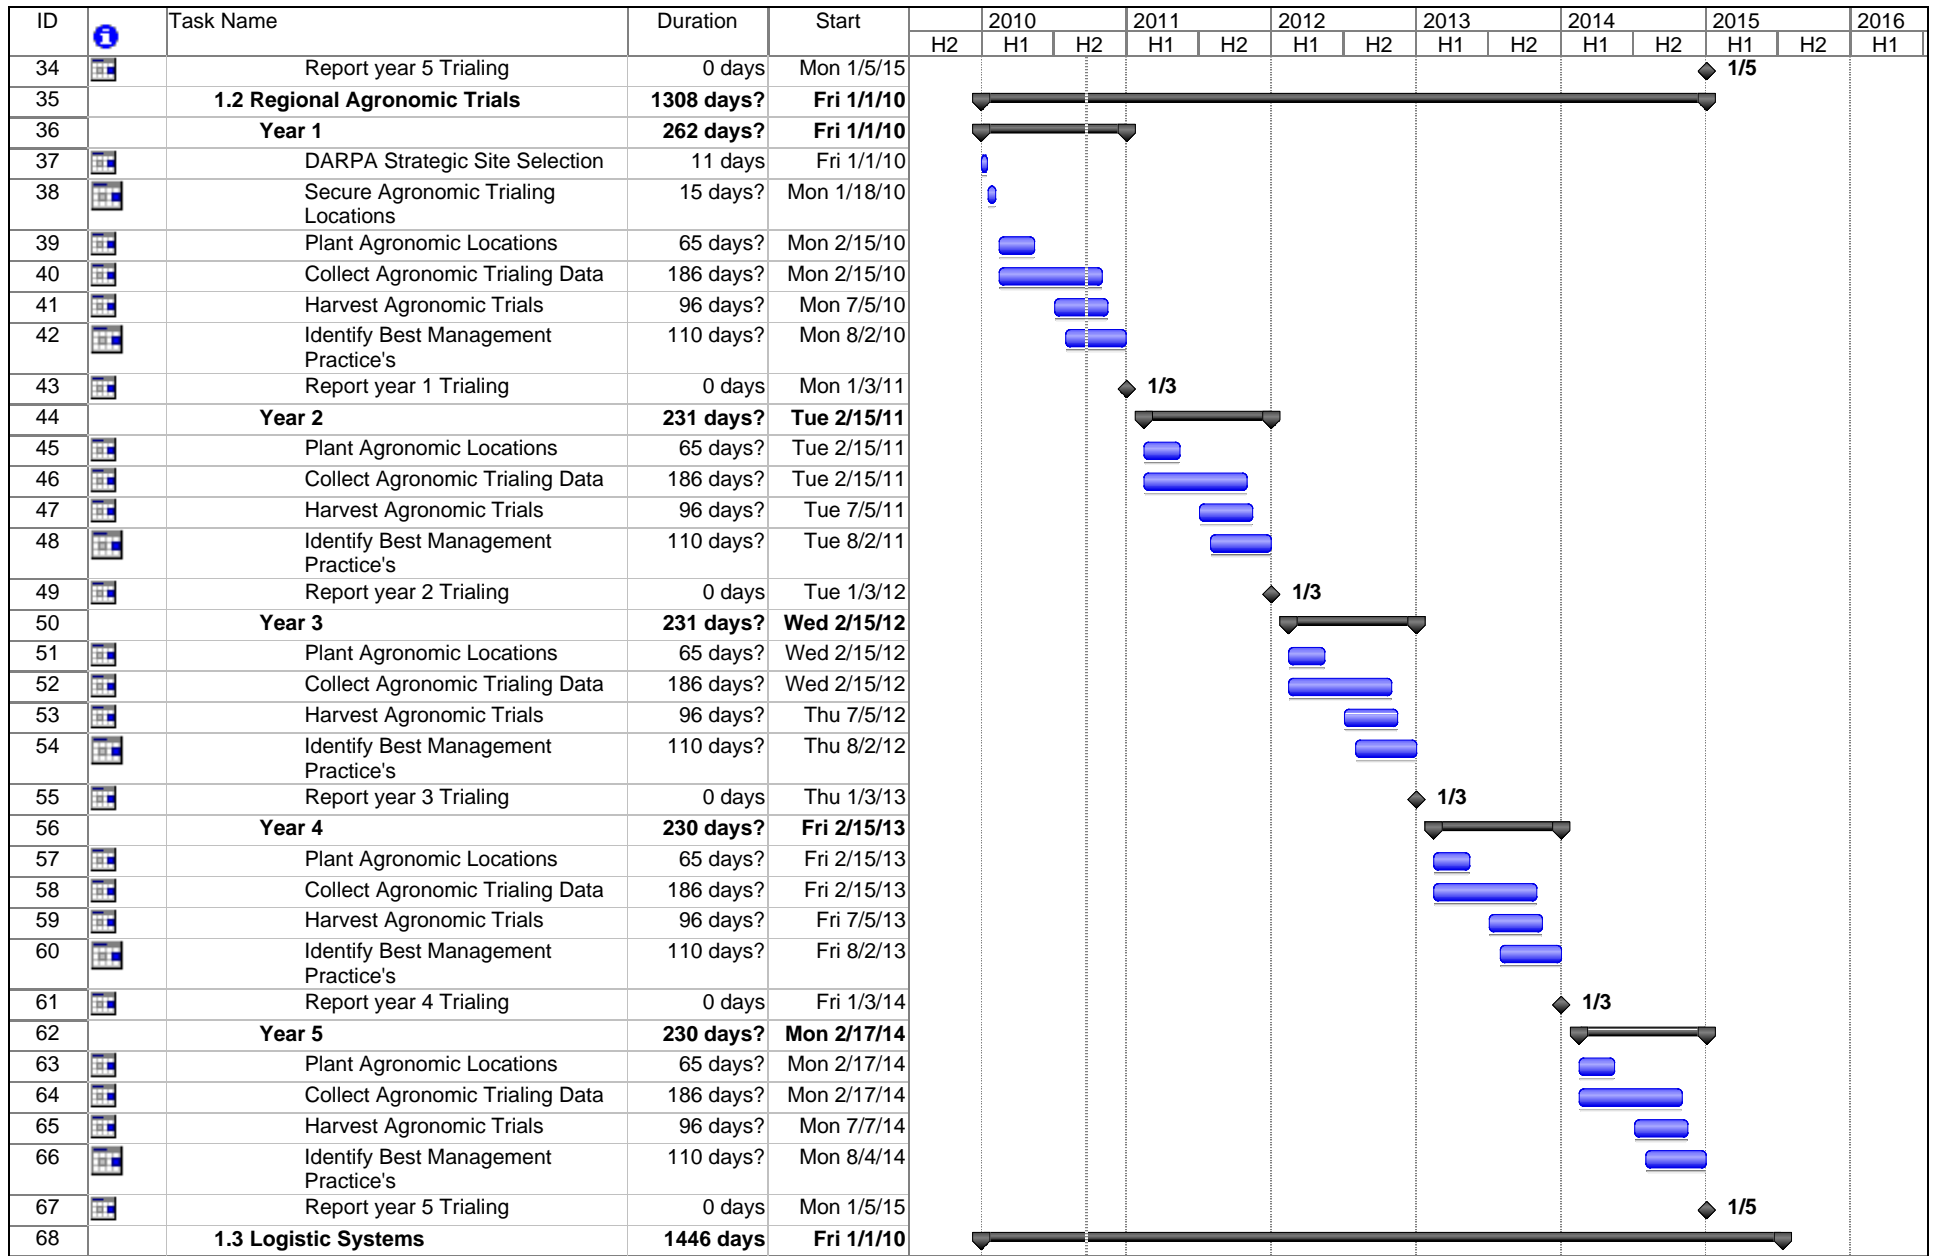 ID Task Name Duration Start 2010 2011 2012 2013 2014 2015 2016
H2 H1 H2 H1 H2 H1 H2 H1 H2 H1 H2 H1 H2 H1
34 Report year 5 Trialing 0 days Mon 1/5/15 1/5
35 1.2 Regional Agronomic Trials 1308 days? Fri 1/1/10
36 Year 1 262 days? Fri 1/1/10
37 DARPA Strategic Site Selection 11 days Fri 1/1/10
38 Secure Agronomic Trialing 15 days? Mon 1/18/10
Locations
39 Plant Agronomic Locations 65 days? Mon 2/15/10
40 Collect Agronomic Trialing Data 186 days? Mon 2/15/10
41 Harvest Agronomic Trials 96 days? Mon 7/5/10
42 Identify Best Management 110 days? Mon 8/2/10
Practice's
43 Report year 1 Trialing 0 days Mon 1/3/11 1/3
44 Year 2 231 days? Tue 2/15/11
45 Plant Agronomic Locations 65 days? Tue 2/15/11
46 Collect Agronomic Trialing Data 186 days? Tue 2/15/11
47 Harvest Agronomic Trials 96 days? Tue 7/5/11
48 Identify Best Management 110 days? Tue 8/2/11
Practice's
49 Report year 2 Trialing 0 days Tue 1/3/12 1/3
50 Year 3 231 days? Wed 2/15/12
51 Plant Agronomic Locations 65 days? Wed 2/15/12
52 Collect Agronomic Trialing Data 186 days? Wed 2/15/12
53 Harvest Agronomic Trials 96 days? Thu 7/5/12
54 Identify Best Management 110 days? Thu 8/2/12
Practice's
55 Report year 3 Trialing 0 days Thu 1/3/13 1/3
56 Year 4 230 days? Fri 2/15/13
57 Plant Agronomic Locations 65 days? Fri 2/15/13
58 Collect Agronomic Trialing Data 186 days? Fri 2/15/13
59 Harvest Agronomic Trials 96 days? Fri 7/5/13
60 Identify Best Management 110 days? Fri 8/2/13
Practice's
61 Report year 4 Trialing 0 days Fri 1/3/14 1/3
62 Year 5 230 days? Mon 2/17/14
63 Plant Agronomic Locations 65 days? Mon 2/17/14
64 Collect Agronomic Trialing Data 186 days? Mon 2/17/14
65 Harvest Agronomic Trials 96 days? Mon 7/7/14
66 Identify Best Management 110 days? Mon 8/4/14
Practice's
67 Report year 5 Trialing 0 days Mon 1/5/15 1/5
68 1.3 Logistic Systems 1446 days Fri 1/1/10